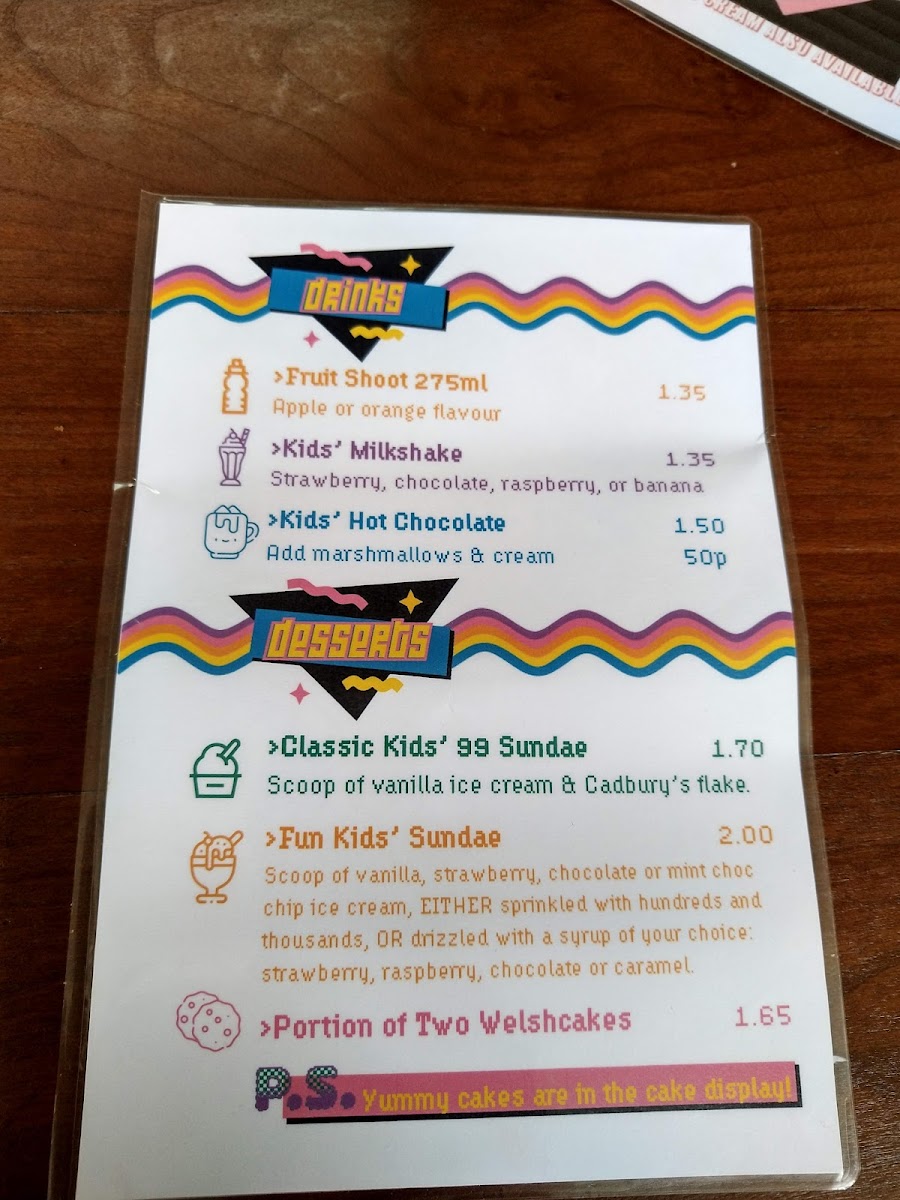 CREAM ALSO AVAILABLE
drinks
>Fruit Shoot 275ml 1.35
Apple or orange flavour
>Kids' Milkshake 1.35
Strawberry, chocolate, raspberry, or banana
>Kids' Hot Chocolate 1.50
Add marshmallows & cream 50p
desserts
>Classic Kids' 99 Sundae 1.70
Scoop of vanilla ice cream & Cadbury's flake.
>Fun Kids' Sundae 2.00
Scoop of vanilla, strawberry, chocolate or mint choc
chip ice cream, EITHER sprinkled with hundreds and
thousands, OR drizzled with a syrup of your choice:
strawberry, raspberry, chocolate or caramel.
>Portion of Two Welshcakes 1.65
P.S. Yummy cakes are in the cake display!